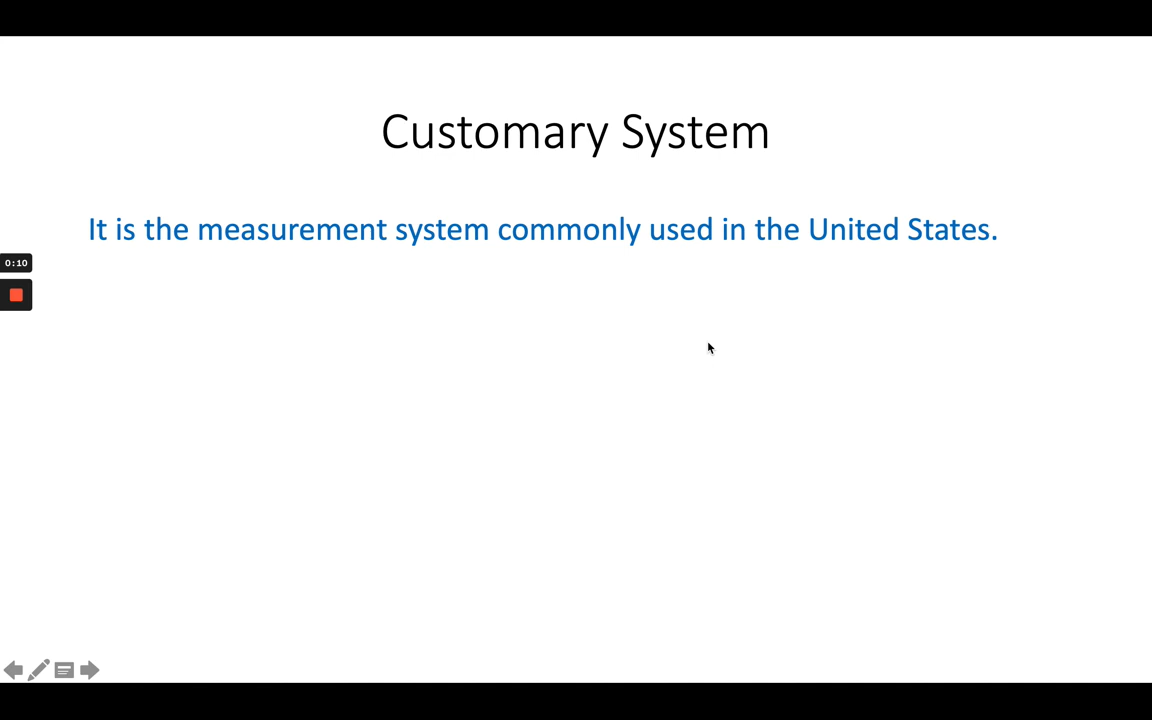 Customary System
It is the measurement system commonly used in the United States.
0:10